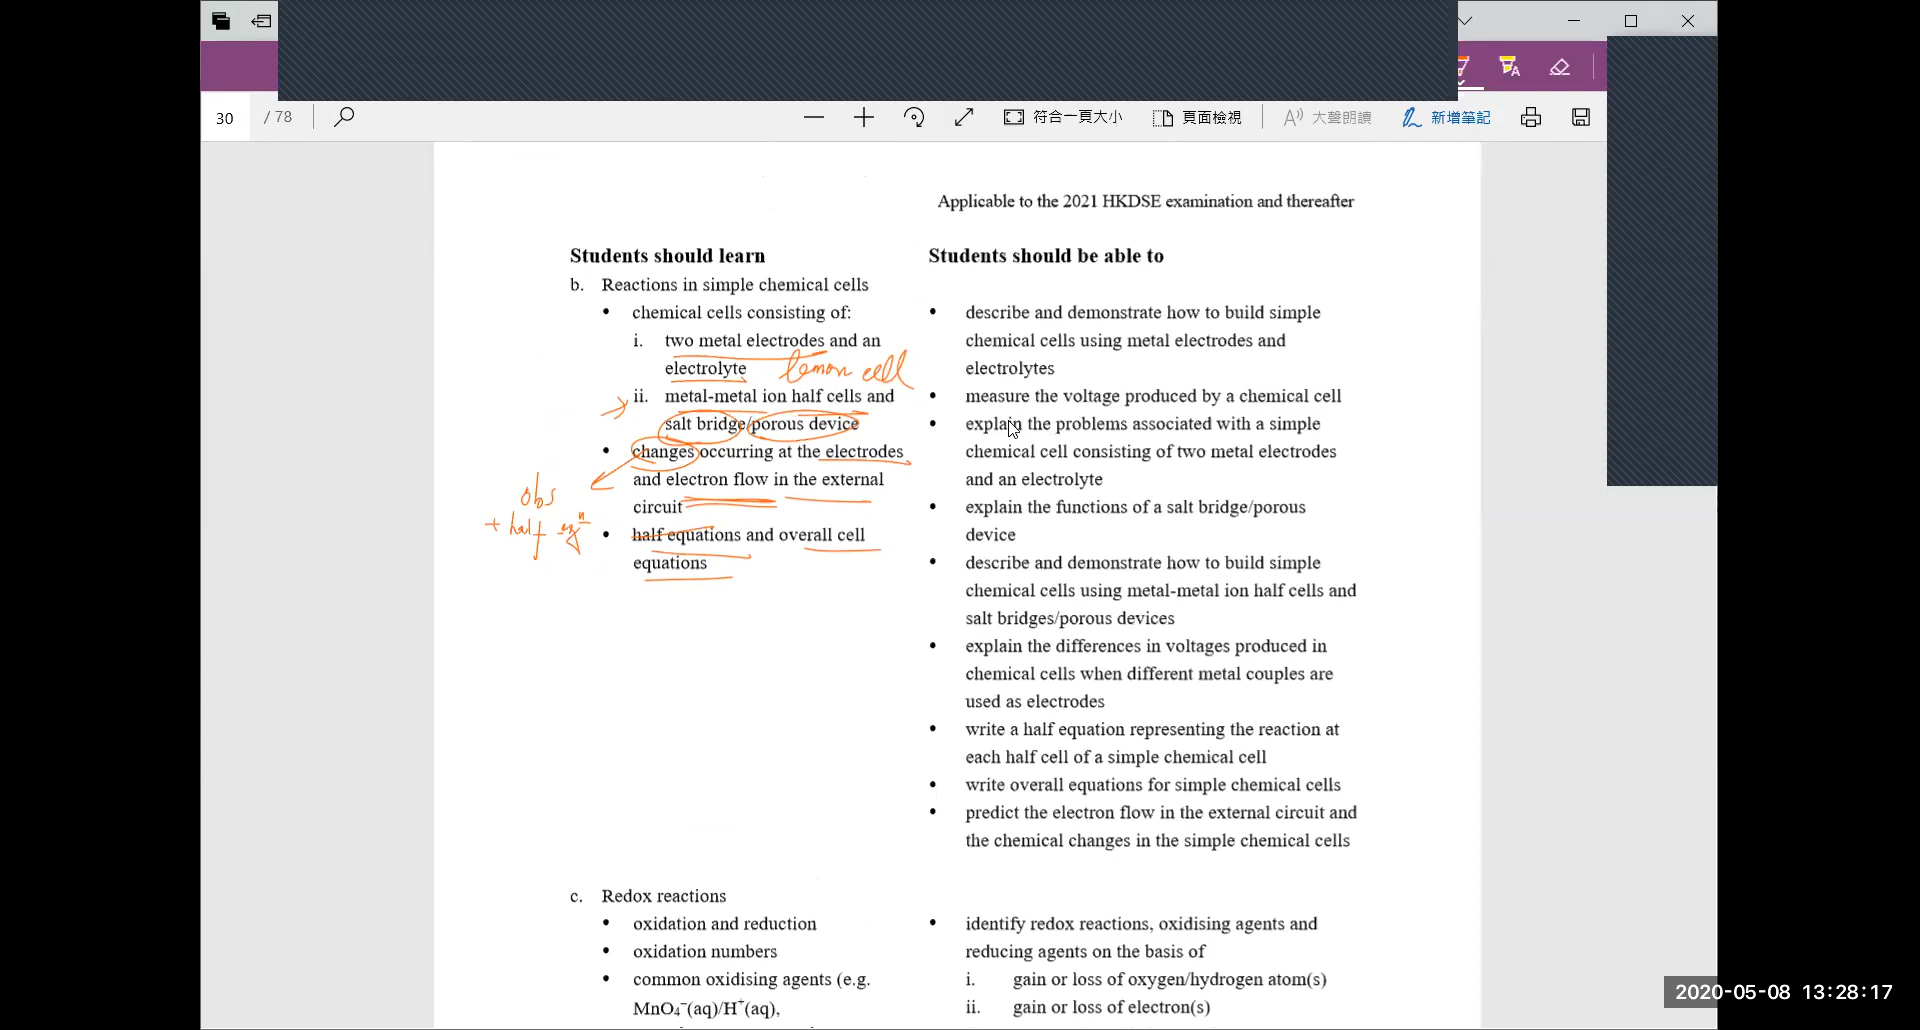 30 / 78 符合一頁大小 頁面檢視 大聲朗讀 新增筆記
Applicable to the 2021 HKDSE examination and thereafter
Students should learn
b. Reactions in simple chemical cells
• chemical cells consisting of:
i. two metal electrodes and an
electrolyte lemon cell
ii. metal-metal ion half cells and
salt bridge/porous device
• changes occurring at the electrodes
and electron flow in the external
circuit
obs
+ half eqn
• half equations and overall cell
equations
Students should be able to
• describe and demonstrate how to build simple
chemical cells using metal electrodes and
electrolytes
• measure the voltage produced by a chemical cell
• explain the problems associated with a simple
chemical cell consisting of two metal electrodes
and an electrolyte
• explain the functions of a salt bridge/porous
device
• describe and demonstrate how to build simple
chemical cells using metal-metal ion half cells and
salt bridges/porous devices
• explain the differences in voltages produced in
chemical cells when different metal couples are
used as electrodes
• write a half equation representing the reaction at
each half cell of a simple chemical cell
• write overall equations for simple chemical cells
• predict the electron flow in the external circuit and
the chemical changes in the simple chemical cells
c. Redox reactions
• oxidation and reduction
• oxidation numbers
• common oxidising agents (e.g.
MnO₄⁻(aq)/H⁺(aq),
• identify redox reactions, oxidising agents and
reducing agents on the basis of
i. gain or loss of oxygen/hydrogen atom(s)
ii. gain or loss of electron(s)
2020-05-08 13:28:17